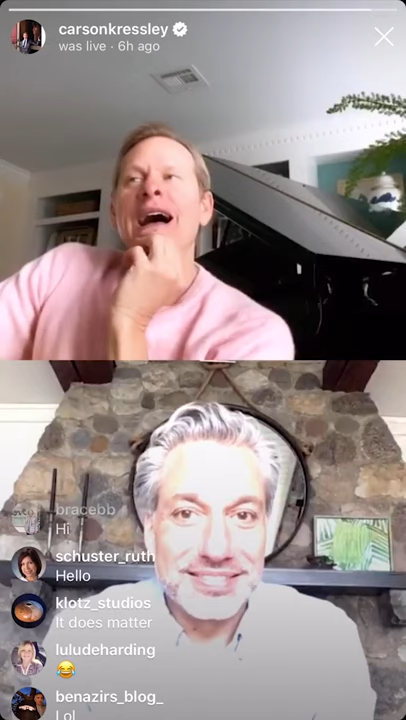 carsonkressley
was live · 6h ago
bracebb
Hi
schuster_ruth
Hello
klotz_studios
It does matter
luludeharding
😂
benazirs_blog_
Lol